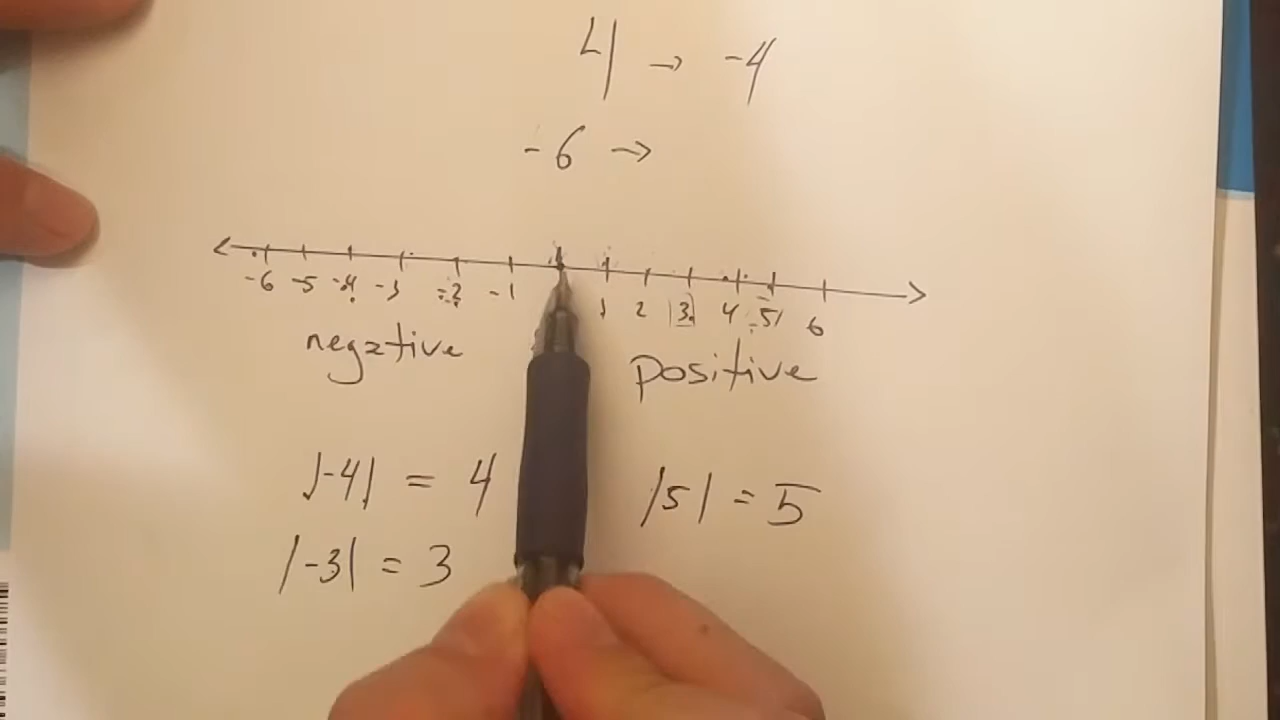 4 → -4
-6 →
-6 -5 -4 -3 -2 -1 1 2 3 4 5 6
negative positive
|-4| = 4 |5| = 5
|-3| = 3